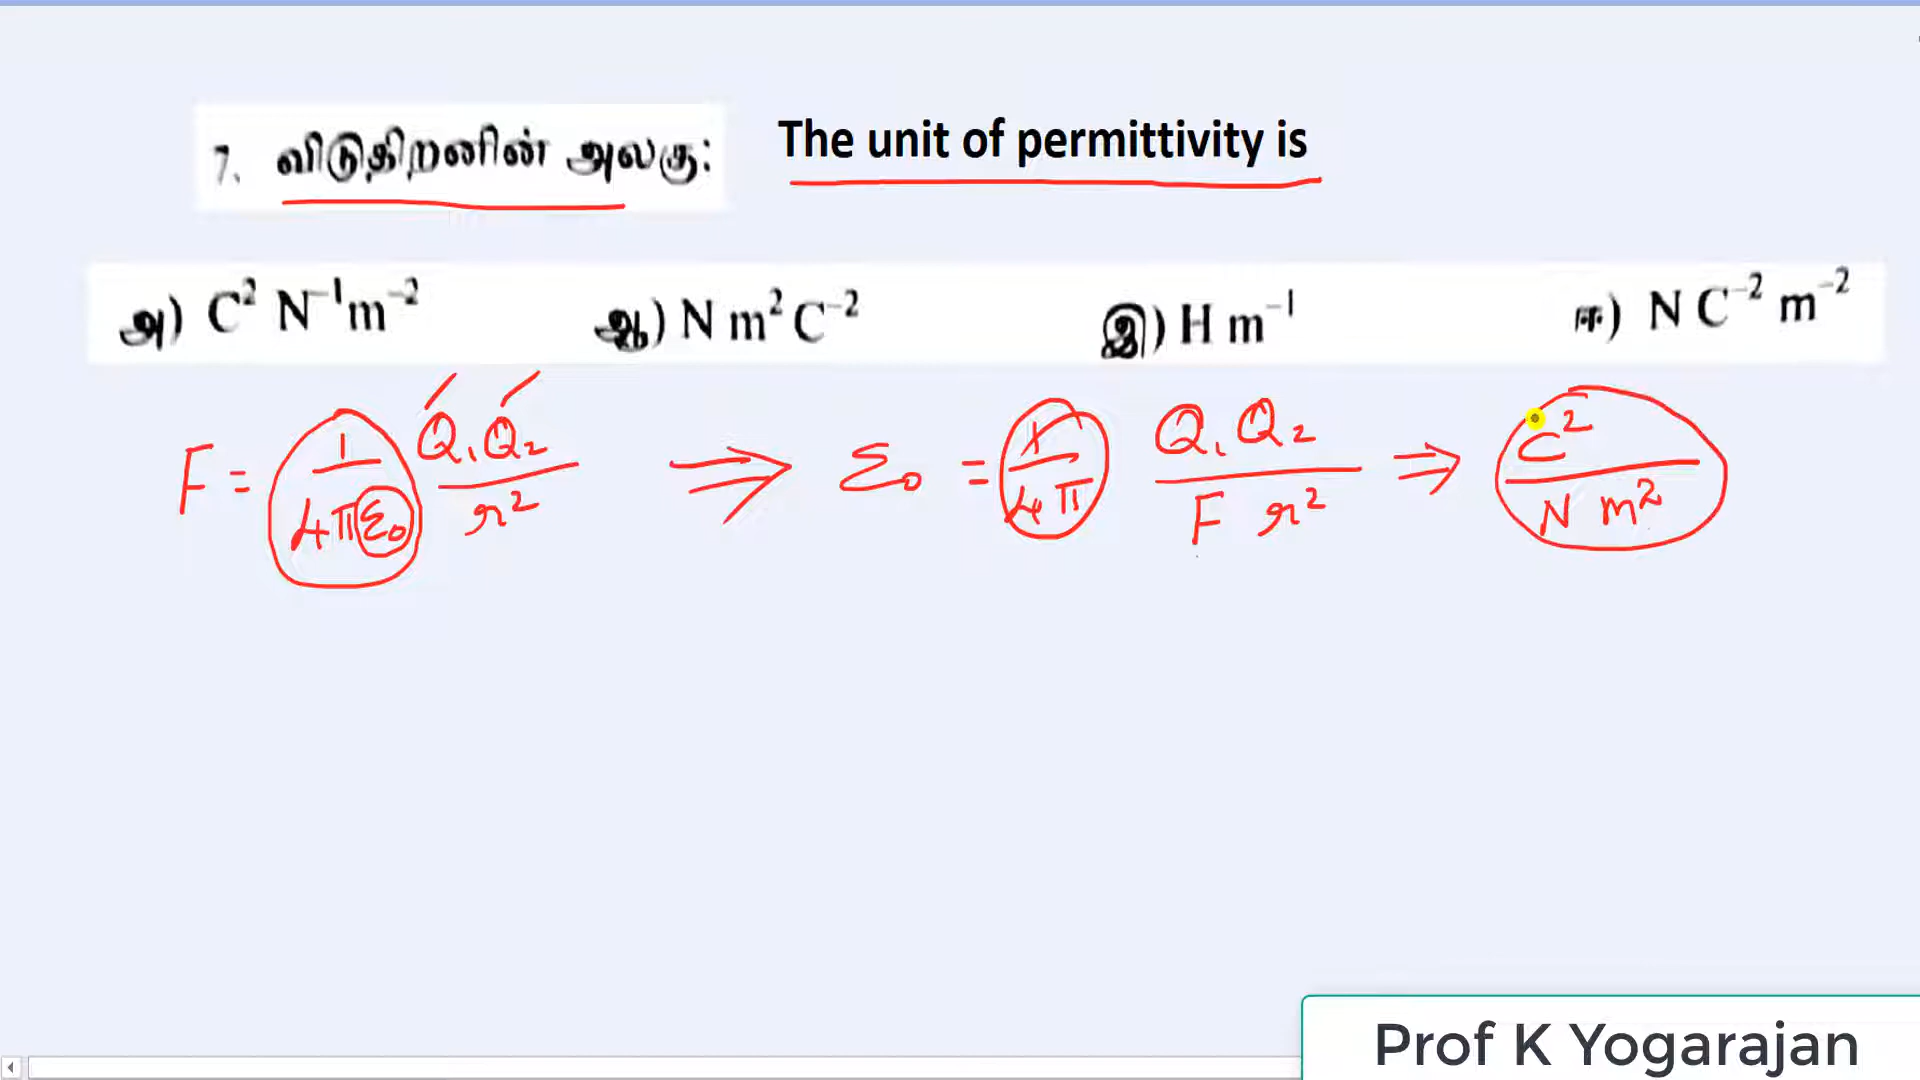 7. விடுதிறனின் அலகு: The unit of permittivity is
அ) C² N⁻¹m⁻² ஆ) N m² C⁻² இ) H m⁻¹ ஈ) N C⁻² m⁻²
F = 1/4πε₀ Q₁Q₂/r² ⇒ ε₀ = 1/4π Q₁Q₂/F r² ⇒ C²/N m²
Prof K Yogarajan